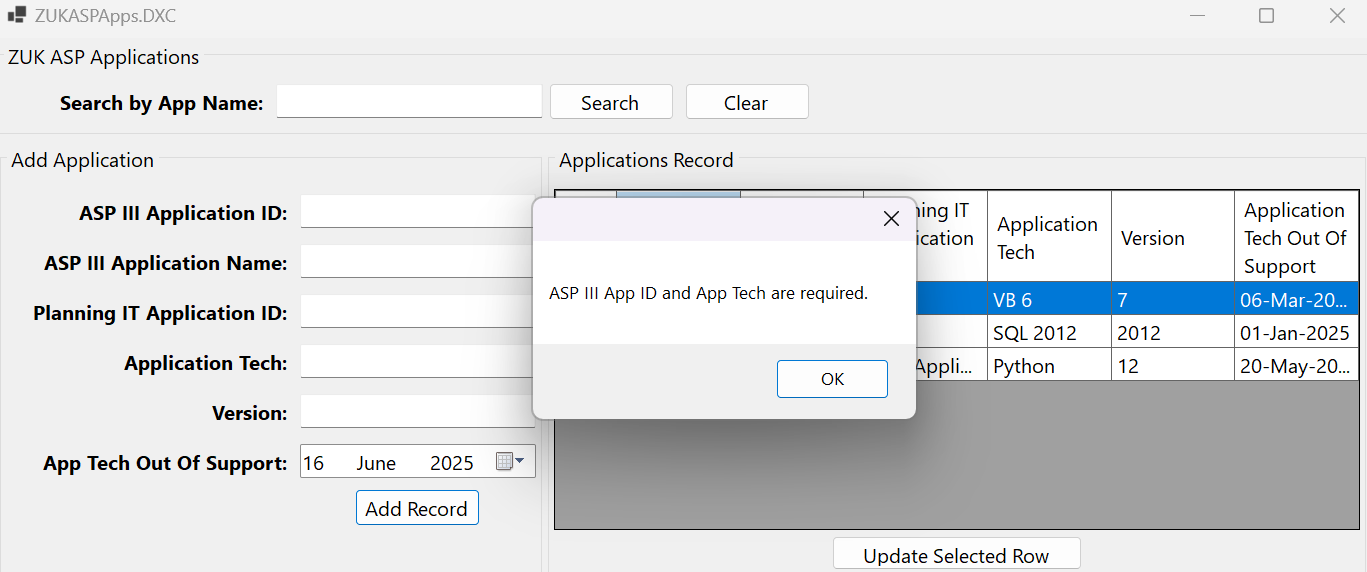 ZUKASPApps.DXC
ZUK ASP Applications
Search by App Name:
Search
Clear
Add Application
ASP III Application ID:
ASP III Application Name:
Planning IT Application ID:
Application Tech:
Version:
App Tech Out Of Support:
16 June 2025
Add Record
Applications Record
Application
Tech
Version
Application
Tech Out Of
Support
VB 6
7
06-Mar-20...
SQL 2012
2012
01-Jan-2025
Python
12
20-May-20...
ASP III App ID and App Tech are required.
OK
Update Selected Row